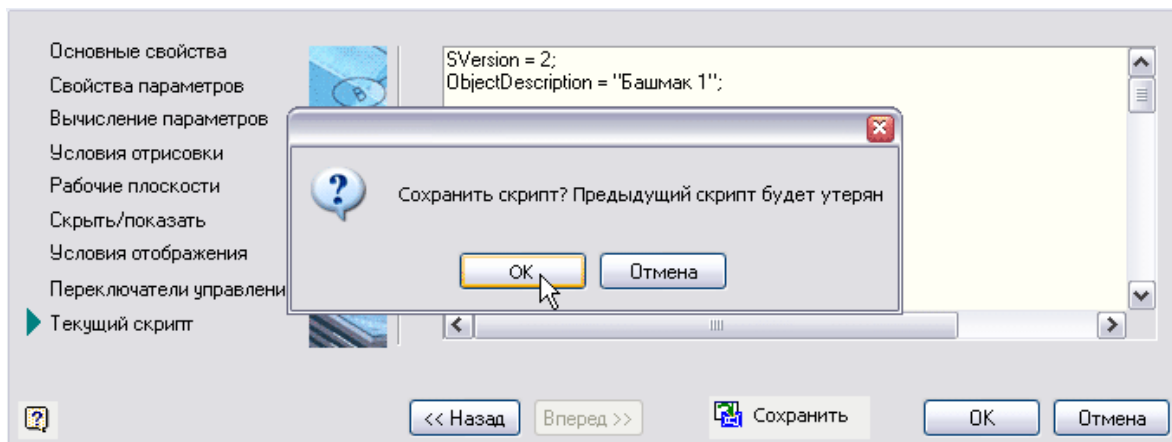 Основные свойства
Свойства параметров
Вычисление параметров
Условия отрисовки
Рабочие плоскости
Скрыть/показать
Условия отображения
Переключатели управлени
Текущий скрипт
SVersion = 2;
ObjectDescription = "Башмак 1";
Сохранить скрипт? Предыдущий скрипт будет утерян
OK
Отмена
<< Назад
Вперед >>
Сохранить
OK
Отмена